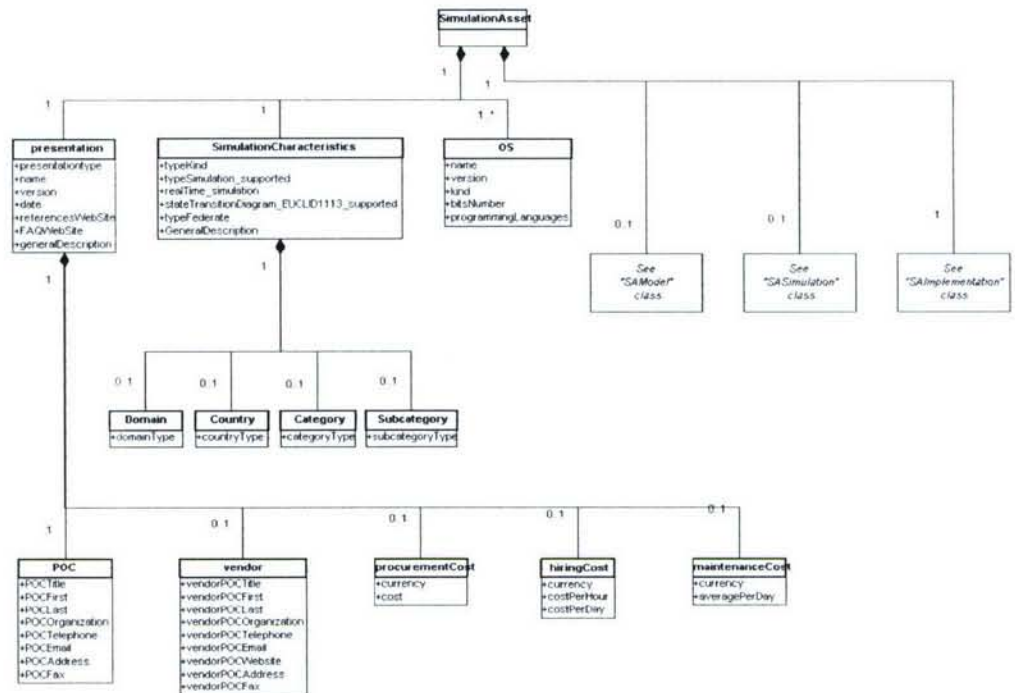 SimulationAsset
1
1
1
1
1..*
presentation
+presentationtype
+name
+version
+date
+referencesWebSite
+FAQWebSite
+generalDescription
SimulationCharacteristics
+typeKind
+typeSimulation_supported
+realTime_simulation
+stateTransitionDiagram_EUCLID1113_supported
+typeFederate
+GeneralDescription
OS
+name
+version
+kind
+bitsNumber
+programmingLanguages
0..1
0..1
1
See
"SAModel"
class
See
"SASimulation"
class
See
"SAImplementation"
class
1
1
0..1
0..1
0..1
0..1
Domain
+domainType
Country
+countryType
Category
+categoryType
Subcategory
+subcategoryType
1
0..1
0..1
0..1
0..1
POC
+POCTitle
+POCFirst
+POCLast
+POCOrganization
+POCTelephone
+POCEmail
+POCAddress
+POCFax
vendor
+vendorPOCTitle
+vendorPOCFirst
+vendorPOCLast
+vendorPOCOrganization
+vendorPOCTelephone
+vendorPOCEmail
+vendorPOCWebsite
+vendorPOCAddress
+vendorPOCFax
procurementCost
+currency
+cost
hiringCost
+currency
+costPerHour
+costPerDay
maintenanceCost
+currency
+averagePerDay